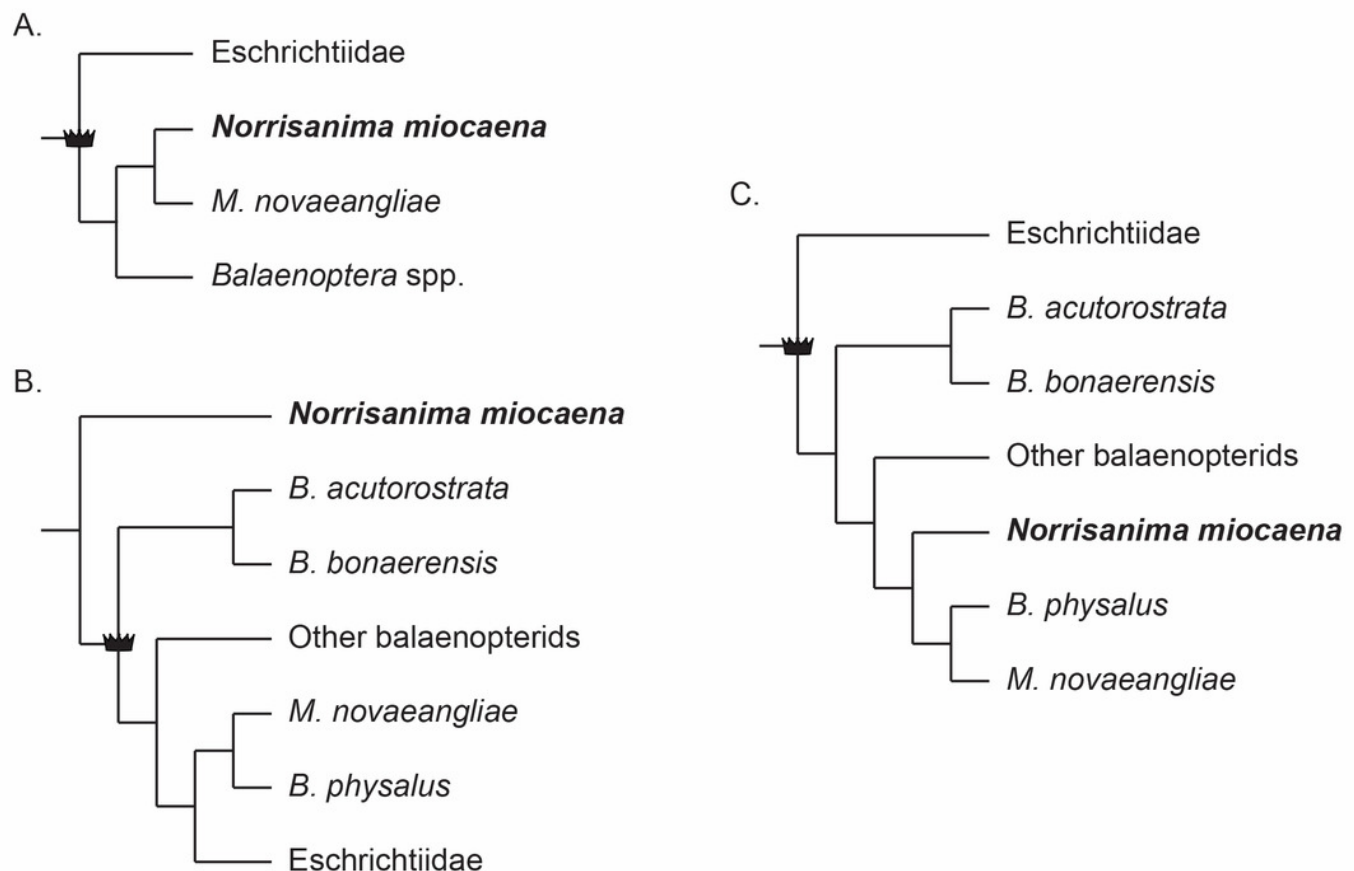 A.
Eschrichtiidae
Norrisanima miocaena
M. novaeangliae
Balaenoptera spp.
B.
Norrisanima miocaena
B. acutorostrata
B. bonaerensis
Other balaenopterids
M. novaeangliae
B. physalus
Eschrichtiidae
C.
Eschrichtiidae
B. acutorostrata
B. bonaerensis
Other balaenopterids
Norrisanima miocaena
B. physalus
M. novaeangliae